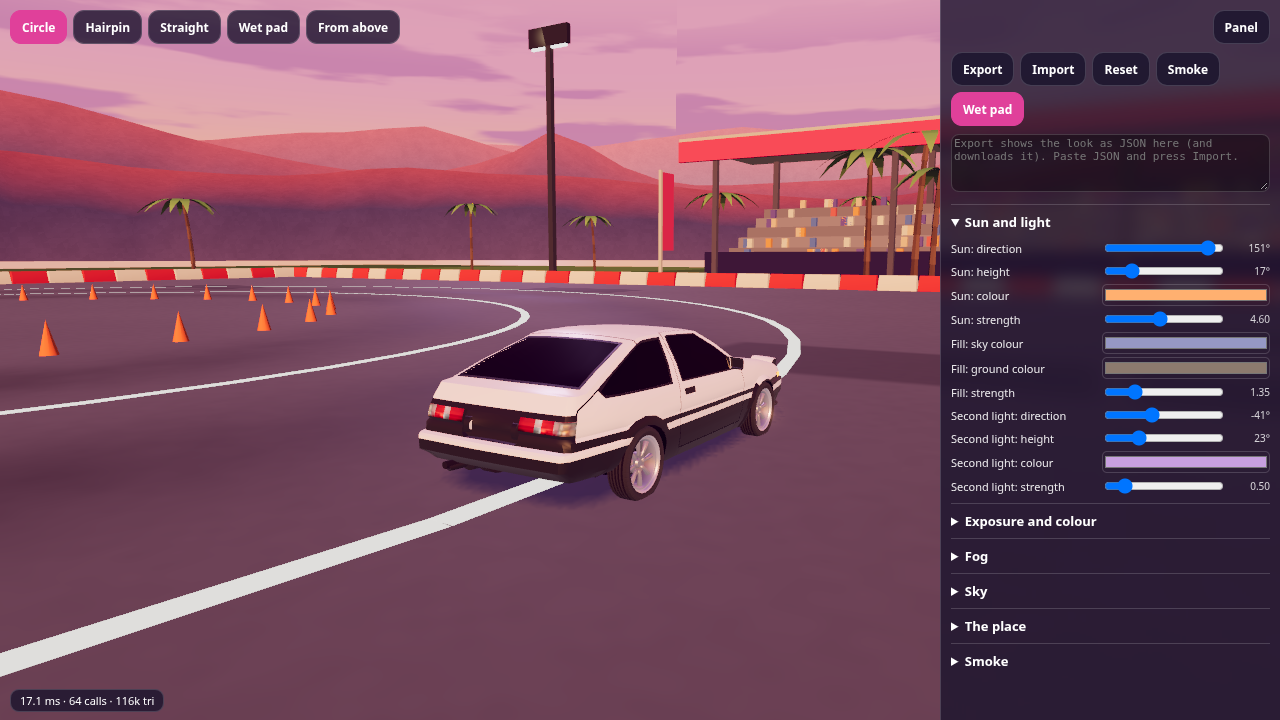 Circle
Hairpin
Straight
Wet pad
From above
Panel
Export
Import
Reset
Smoke
Wet pad
Export shows the look as JSON here (and
downloads it). Paste JSON and press Import.
▼ Sun and light
Sun: direction 151°
Sun: height 17°
Sun: colour
Sun: strength 4.60
Fill: sky colour
Fill: ground colour
Fill: strength 1.35
Second light: direction -41°
Second light: height 23°
Second light: colour
Second light: strength 0.50
▶ Exposure and colour
▶ Fog
▶ Sky
▶ The place
▶ Smoke
17.1 ms · 64 calls · 116k tri